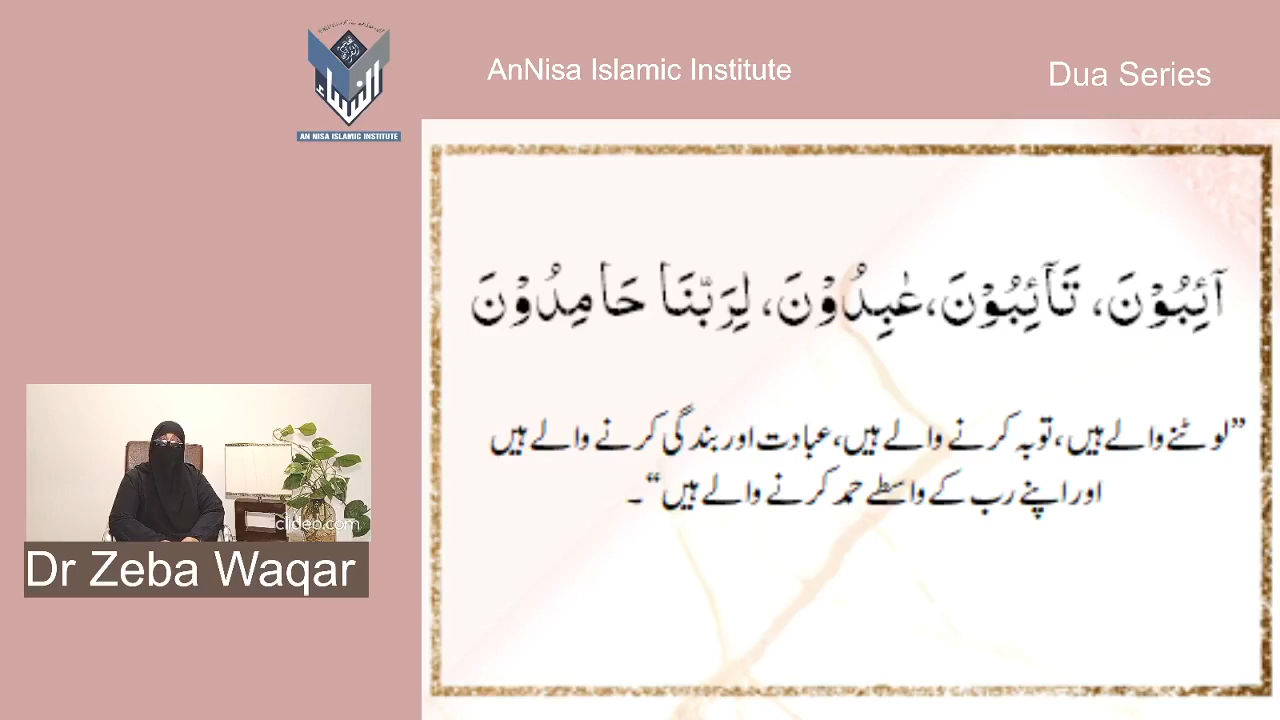 AnNisa Islamic Institute
Dua Series
النساء
AN NISA ISLAMIC INSTITUTE
آئِبُوْنَ، تَآئِبُوْنَ، عٰبِدُوْنَ، لِرَبِّنَا حَامِدُوْنَ
”لوٹنے والے ہیں، توبہ کرنے والے ہیں، عبادت اور بندگی کرنے والے ہیں
اور اپنے رب کے واسطے حمد کرنے والے ہیں“۔
clideo.com
Dr Zeba Waqar